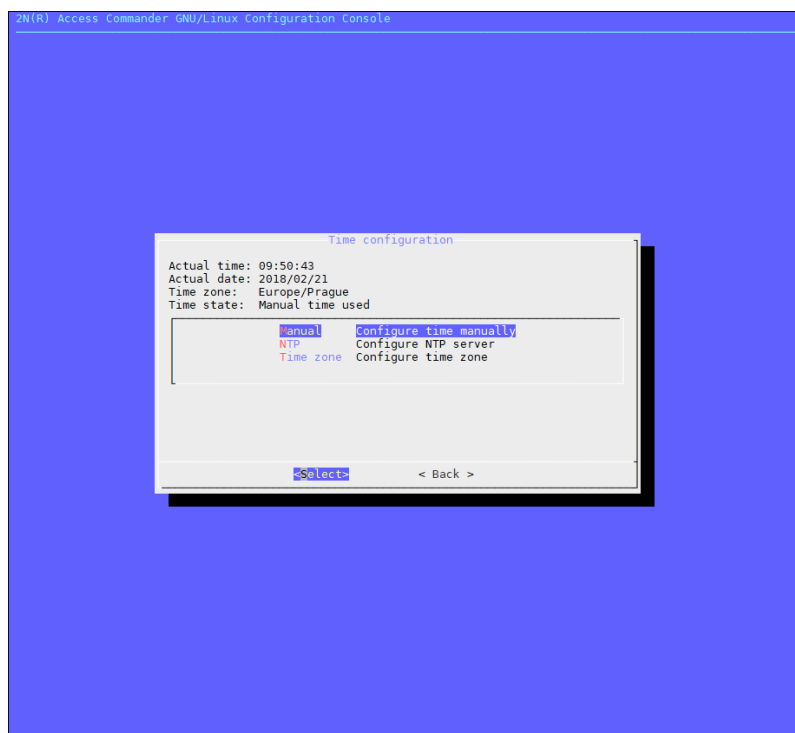 2N(R) Access Commander GNU/Linux Configuration Console
Time configuration
Actual time: 09:50:43
Actual date: 2018/02/21
Time zone: Europe/Prague
Time state: Manual time used
Manual Configure time manually
NTP Configure NTP server
Time zone Configure time zone
<Select> < Back >